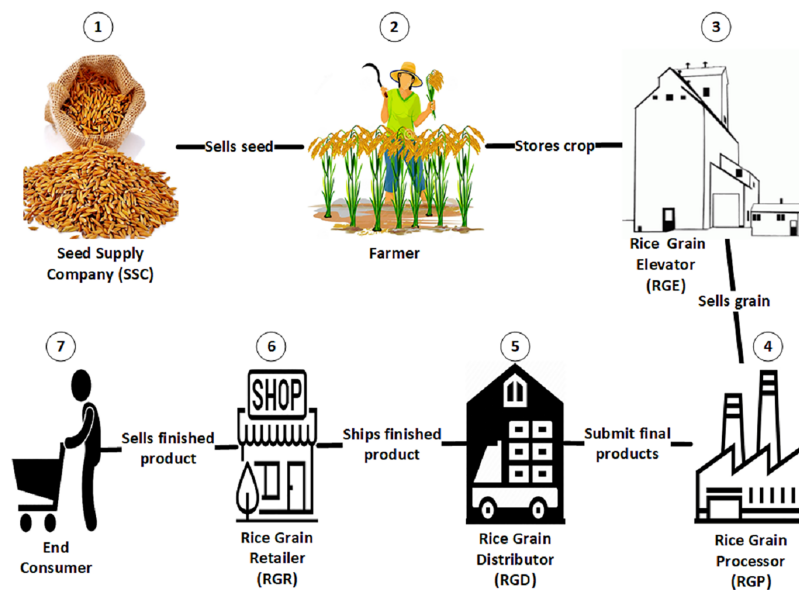 1
2
3
Sells seed
Stores crop
Seed Supply
Company (SSC)
Farmer
Rice Grain
Elevator
(RGE)
Sells grain
4
5
6
7
SHOP
Submit final
products
Ships finished
product
Sells finished
product
Rice Grain
Processor
(RGP)
Rice Grain
Distributor
(RGD)
Rice Grain
Retailer
(RGR)
End
Consumer